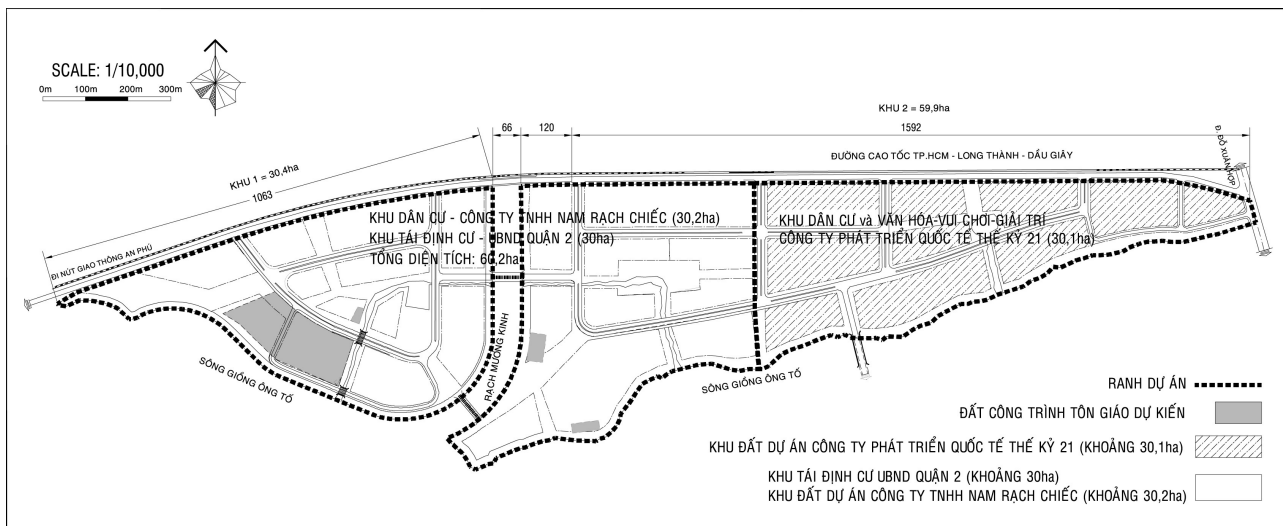 SCALE: 1/10,000
0m 100m 200m 300m
KHU 2 = 59,9ha
66
120
1592
ĐƯỜNG CAO TỐC TP.HCM - LONG THÀNH - DẦU GIÂY
Đ. ĐỖ XUÂN HỢP
KHU 1 = 30,4ha
1063
ĐI NÚT GIAO THÔNG AN PHÚ
KHU DÂN CƯ - CÔNG TY TNHH NAM RẠCH CHIẾC (30,2ha)
KHU TÁI ĐỊNH CƯ - UBND QUẬN 2 (30ha)
TỔNG DIỆN TÍCH: 60,2ha
KHU DÂN CƯ và VĂN HÓA-VUI CHƠI-GIẢI TRÍ
CÔNG TY PHÁT TRIỂN QUỐC TẾ THẾ KỶ 21 (30,1ha)
RẠCH MƯƠNG KINH
SÔNG GIỒNG ÔNG TỐ
SÔNG GIỒNG ÔNG TỐ
RANH DỰ ÁN
ĐẤT CÔNG TRÌNH TÔN GIÁO DỰ KIẾN
KHU ĐẤT DỰ ÁN CÔNG TY PHÁT TRIỂN QUỐC TẾ THẾ KỶ 21 (KHOẢNG 30,1ha)
KHU TÁI ĐỊNH CƯ UBND QUẬN 2 (KHOẢNG 30ha)
KHU ĐẤT DỰ ÁN CÔNG TY TNHH NAM RẠCH CHIẾC (KHOẢNG 30,2ha)